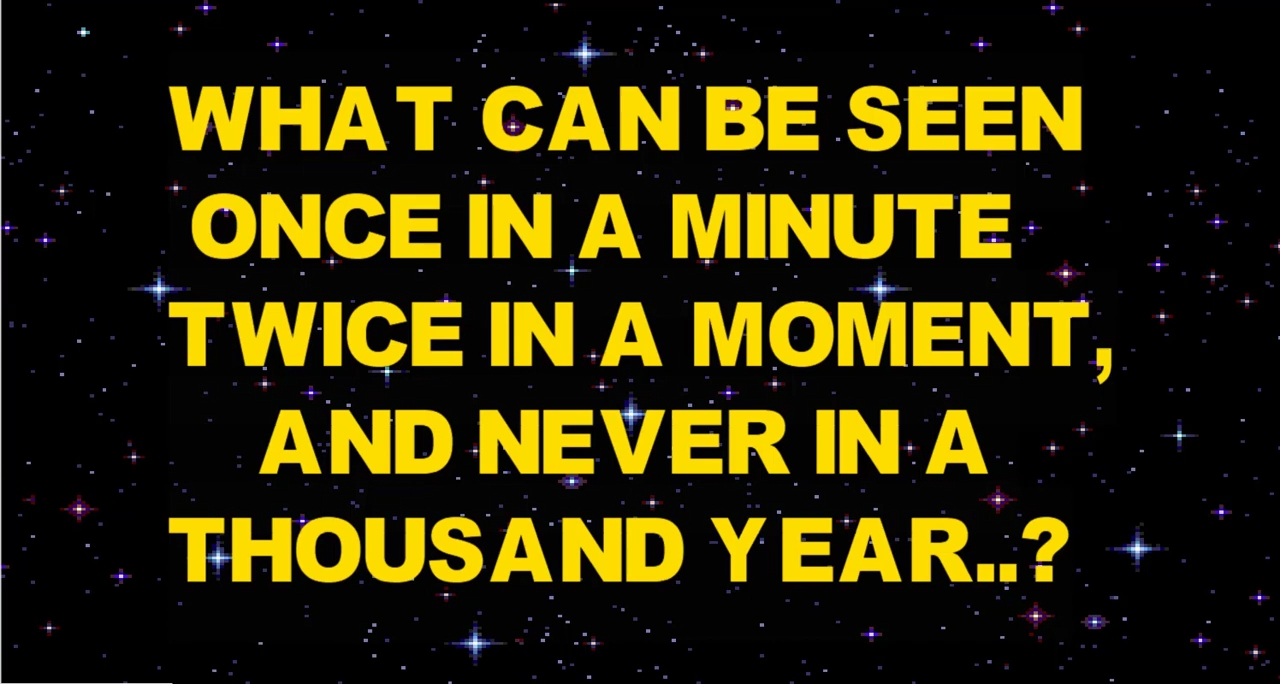 WHAT CAN BE SEEN
ONCE IN A MINUTE
TWICE IN A MOMENT,
AND NEVER IN A
THOUSAND YEAR..?